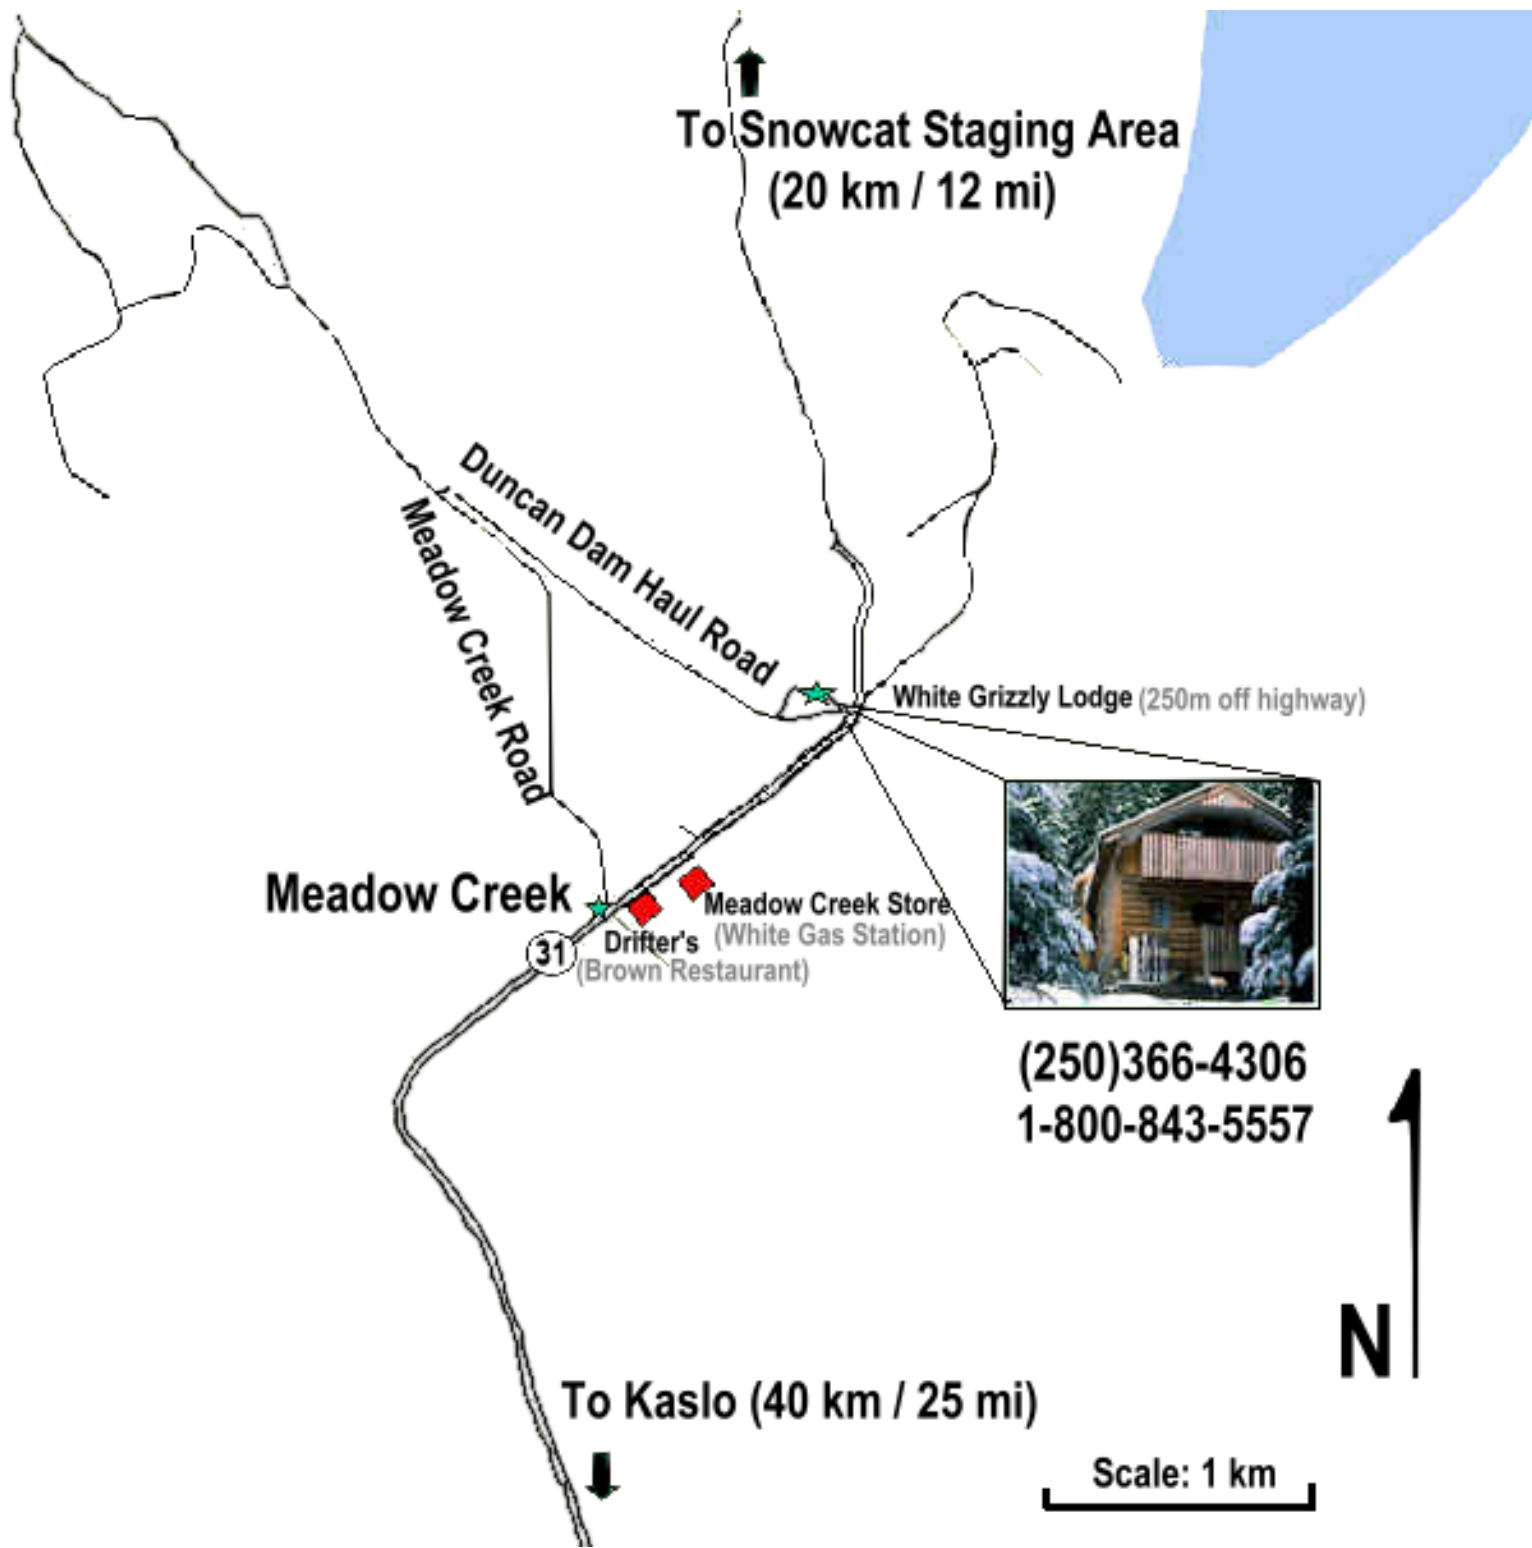 To Snowcat Staging Area
(20 km / 12 mi)
Duncan Dam Haul Road
Meadow Creek Road
White Grizzly Lodge (250m off highway)
Meadow Creek
Meadow Creek Store
(White Gas Station)
Drifter's
(Brown Restaurant)
31
(250)366-4306
1-800-843-5557
N
To Kaslo (40 km / 25 mi)
Scale: 1 km